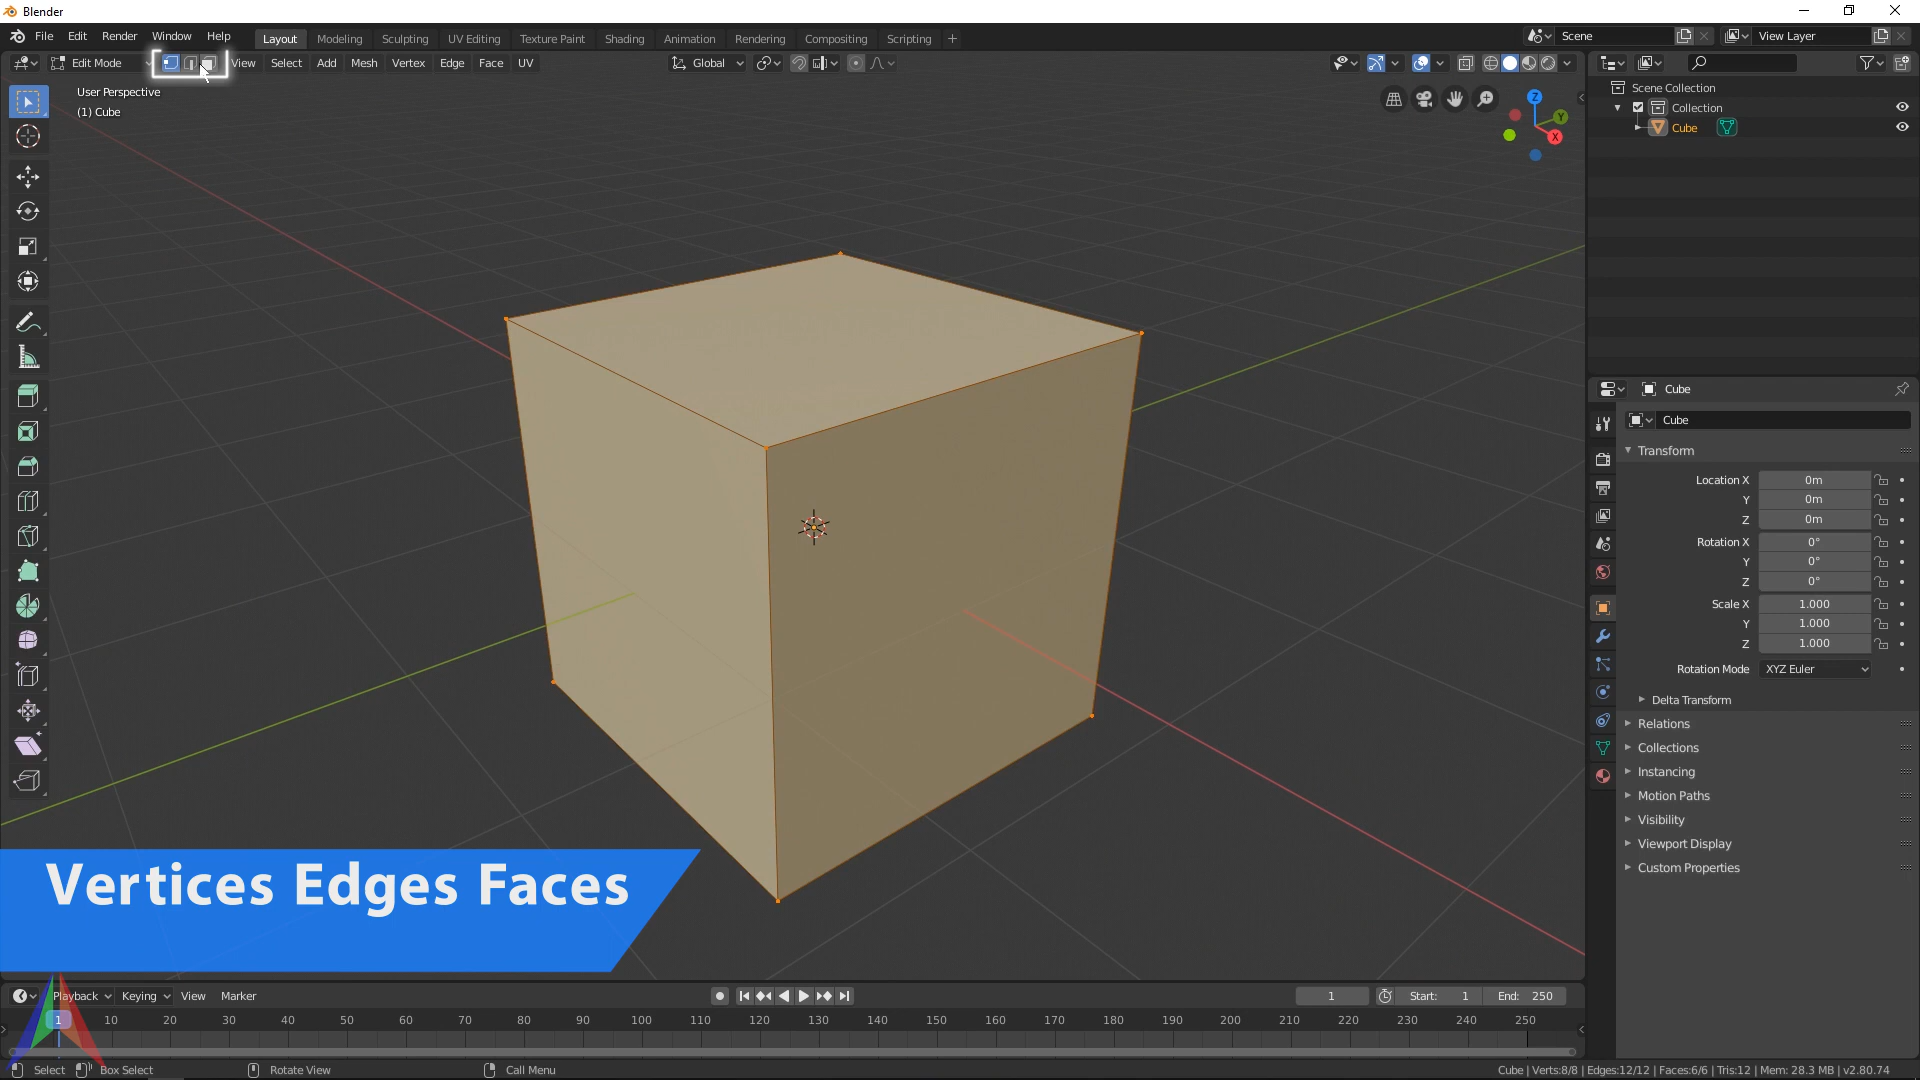 Blender
File Edit Render Window Help Layout Modeling Sculpting UV Editing Texture Paint Shading Animation Rendering Compositing Scripting + Scene View Layer
Edit Mode View Select Add Mesh Vertex Edge Face UV Global
User Perspective
(1) Cube
Z
Y
X
Scene Collection
Collection
Cube
Cube
Cube
Transform
Location X 0m
Y 0m
Z 0m
Rotation X 0°
Y 0°
Z 0°
Scale X 1.000
Y 1.000
Z 1.000
Rotation Mode XYZ Euler
Delta Transform
Relations
Collections
Instancing
Motion Paths
Visibility
Viewport Display
Custom Properties
Vertices Edges Faces
Playback Keying View Marker 1 Start: 1 End: 250
1 10 20 30 40 50 60 70 80 90 100 110 120 130 140 150 160 170 180 190 200 210 220 230 240 250
Select Box Select Rotate View Call Menu Cube | Verts:8/8 | Edges:12/12 | Faces:6/6 | Tris:12 | Mem: 28.3 MB | v2.80.74